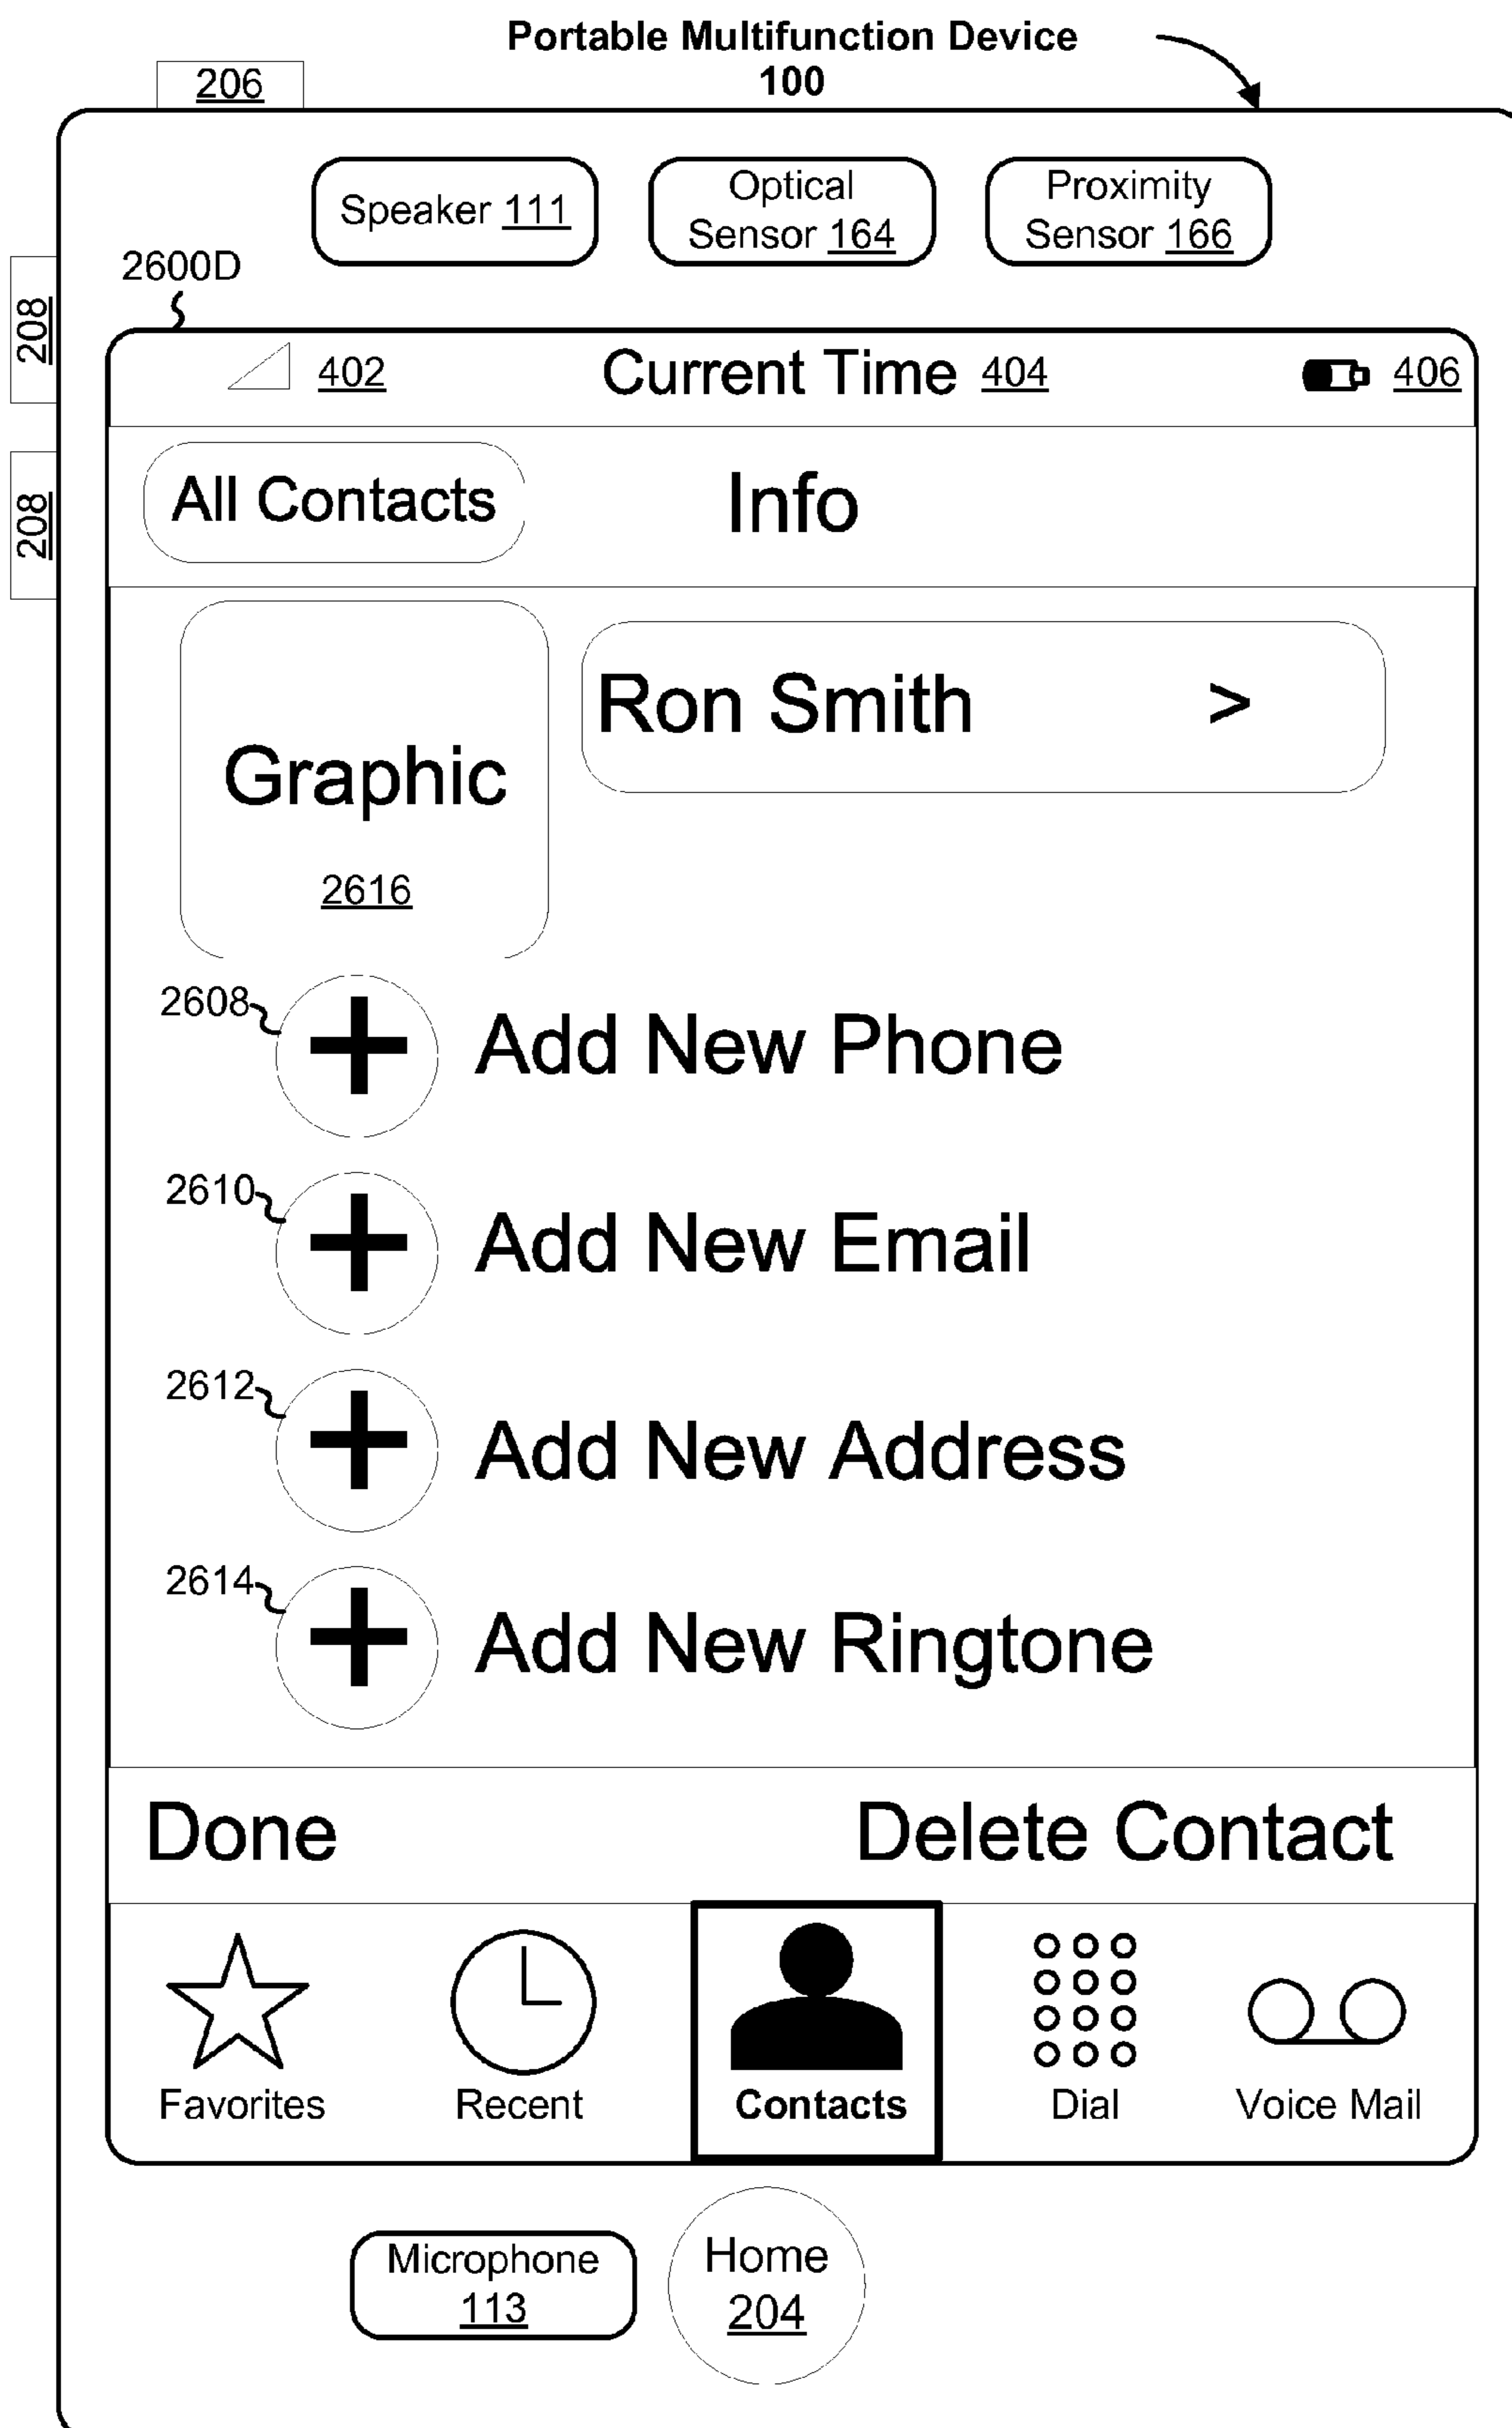 Portable Multifunction Device
100
206
Speaker 111
Optical
Sensor 164
Proximity
Sensor 166
2600D
208
208
402
Current Time 404
406
All Contacts
Info
Graphic
2616
Ron Smith >
2608
Add New Phone
2610
Add New Email
2612
Add New Address
2614
Add New Ringtone
Done
Delete Contact
Favorites
Recent
Contacts
Dial
Voice Mail
Microphone
113
Home
204